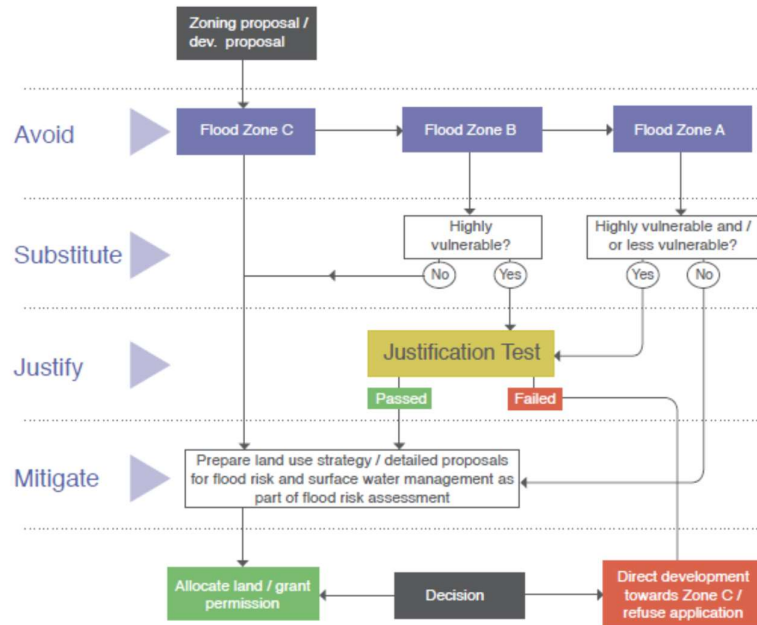 Zoning proposal /
dev. proposal
Avoid
Flood Zone C
Flood Zone B
Flood Zone A
Substitute
Highly
vulnerable?
Highly vulnerable and /
or less vulnerable?
No
Yes
Yes
No
Justify
Justification Test
Passed
Failed
Mitigate
Prepare land use strategy / detailed proposals
for flood risk and surface water management as
part of flood risk assessment
Allocate land / grant
permission
Decision
Direct development
towards Zone C /
refuse application